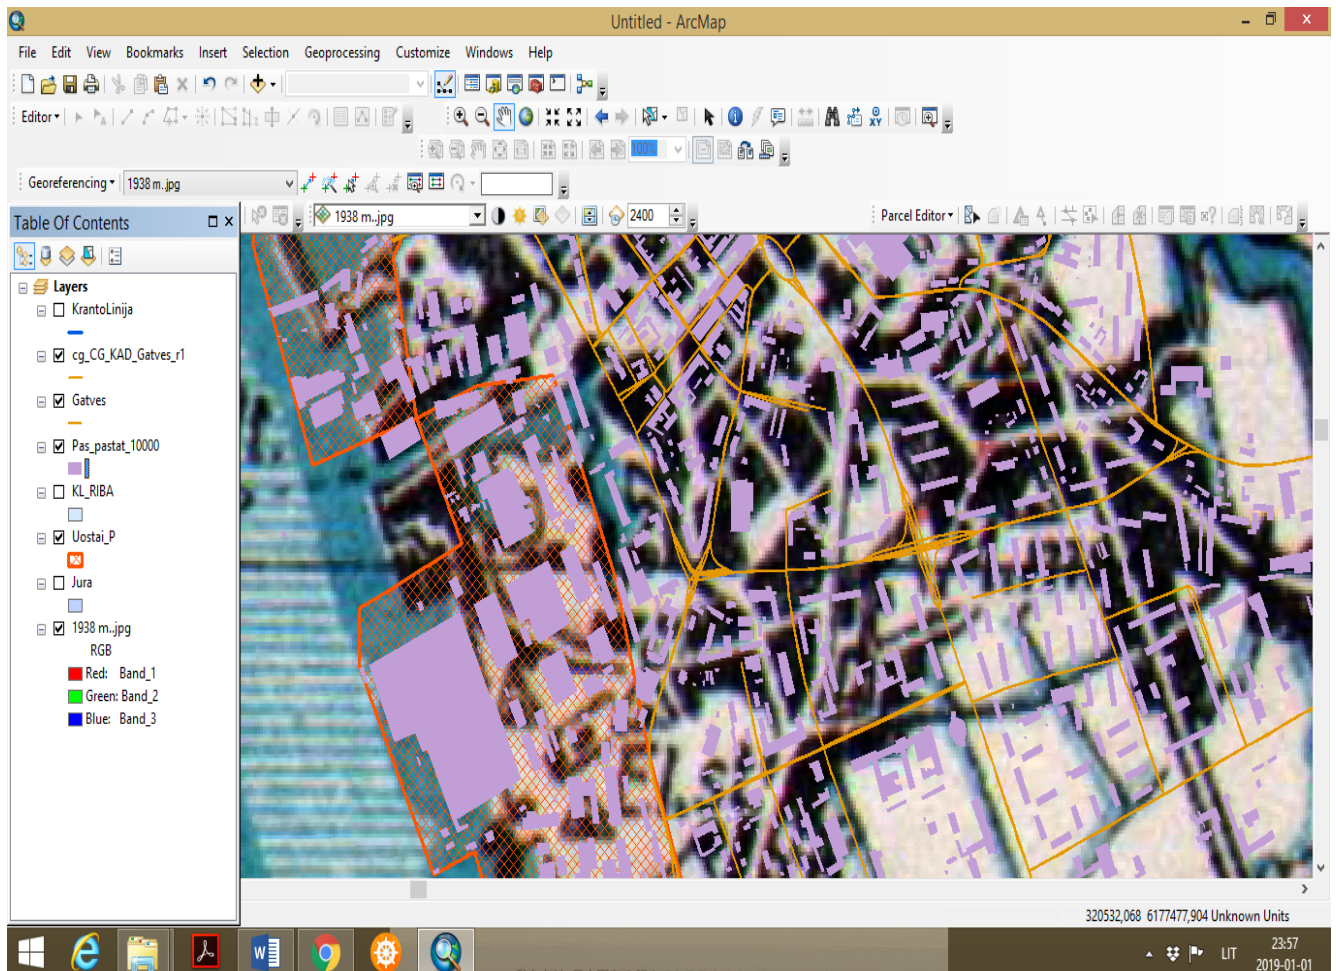 Untitled - ArcMap
File Edit View Bookmarks Insert Selection Geoprocessing Customize Windows Help
Editor
XY
100%
Georeferencing 1938 m..jpg
Table Of Contents
1938 m..jpg 2400 Parcel Editor
Layers
KrantoLinija
cg_CG_KAD_Gatves_r1
Gatves
Pas_pastat_10000
KL_RIBA
Uostai_P
Jura
1938 m..jpg
RGB
Red: Band_1
Green: Band_2
Blue: Band_3
320532,068 6177477,904 Unknown Units
LIT
23:57
2019-01-01